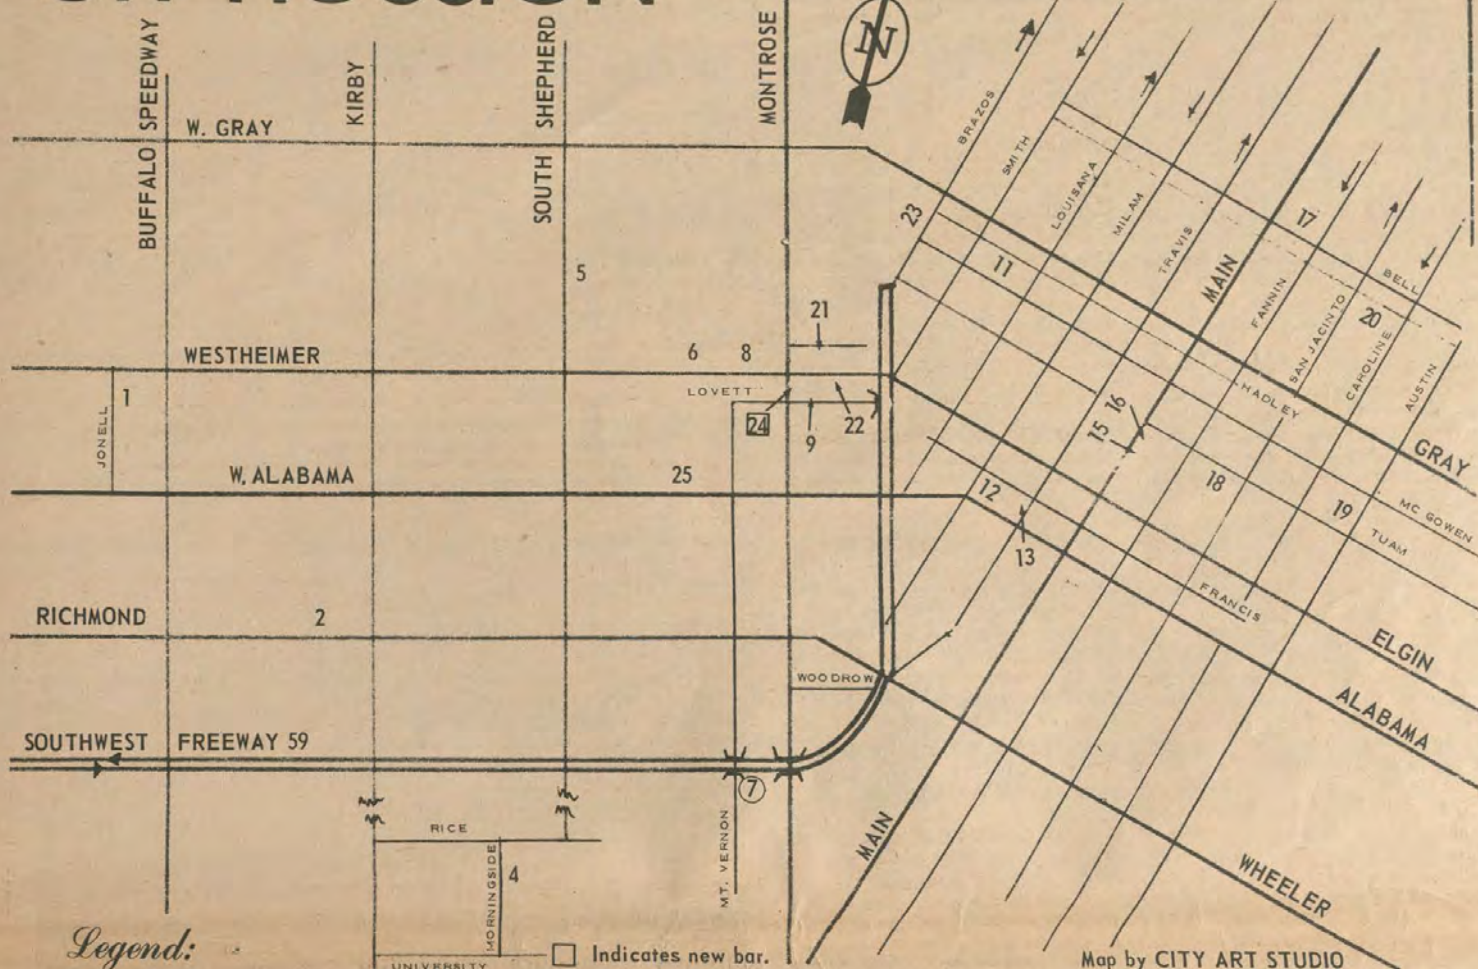 BUFFALO SPEEDWAY
KIRBY
SOUTH SHEPHERD
MONTROSE
N
W. GRAY
BRAZOS
SMITH
LOUISANA
MILAM
TRAVIS
MAIN
FANNIN
SAN JACINTO
CAROLINE
AUSTIN
17
BELL
20
23
11
5
21
WESTHEIMER
6
8
LOVETT
HADLEY
1
JONELL
24
9
22
16
15
GRAY
W. ALABAMA
25
12
18
19
MC GOWEN
TUAM
13
FRANCIS
RICHMOND
2
ELGIN
WOODROW
ALABAMA
SOUTHWEST FREEWAY 59
7
RICE
MT. VERNON
MAIN
MORNINGSIDE
4
WHEELER
Legend:
Indicates new bar.
UNIVERSITY
Map by CITY ART STUDIO